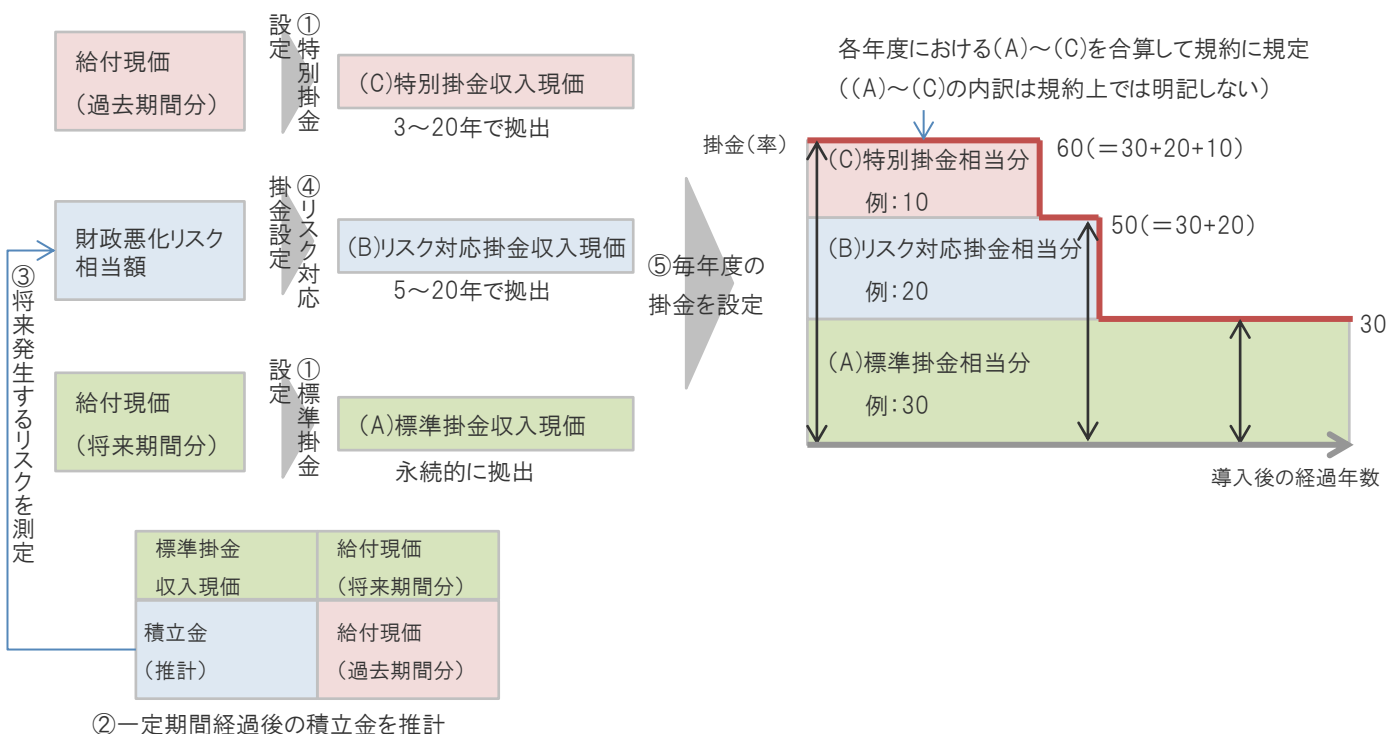 給付現価
(過去期間分)
①特別掛金
設定
(C)特別掛金収入現価
3～20年で拠出
財政悪化リスク
相当額
④リスク対応
掛金設定
(B)リスク対応掛金収入現価
5～20年で拠出
③将来発生するリスクを測定
給付現価
(将来期間分)
①標準掛金
設定
(A)標準掛金収入現価
永続的に拠出
標準掛金
収入現価
給付現価
(将来期間分)
積立金
(推計)
給付現価
(過去期間分)
②一定期間経過後の積立金を推計
⑤毎年度の
掛金を設定
各年度における(A)～(C)を合算して規約に規定
((A)～(C)の内訳は規約上では明記しない)
掛金(率)
(C)特別掛金相当分
例:10
60(=30+20+10)
(B)リスク対応掛金相当分
例:20
50(=30+20)
(A)標準掛金相当分
例:30
30
導入後の経過年数